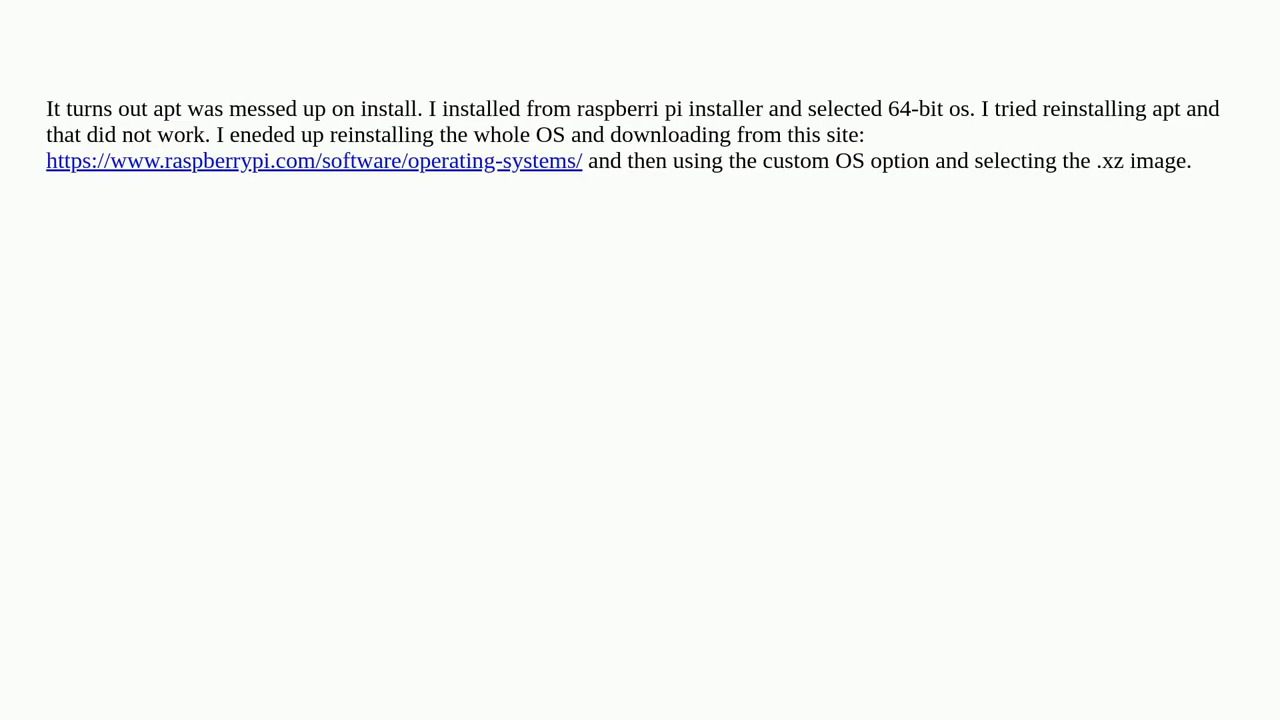 It turns out apt was messed up on install. I installed from raspberri pi installer and selected 64-bit os. I tried reinstalling apt and
that did not work. I eneded up reinstalling the whole OS and downloading from this site:
https://www.raspberrypi.com/software/operating-systems/ and then using the custom OS option and selecting the .xz image.